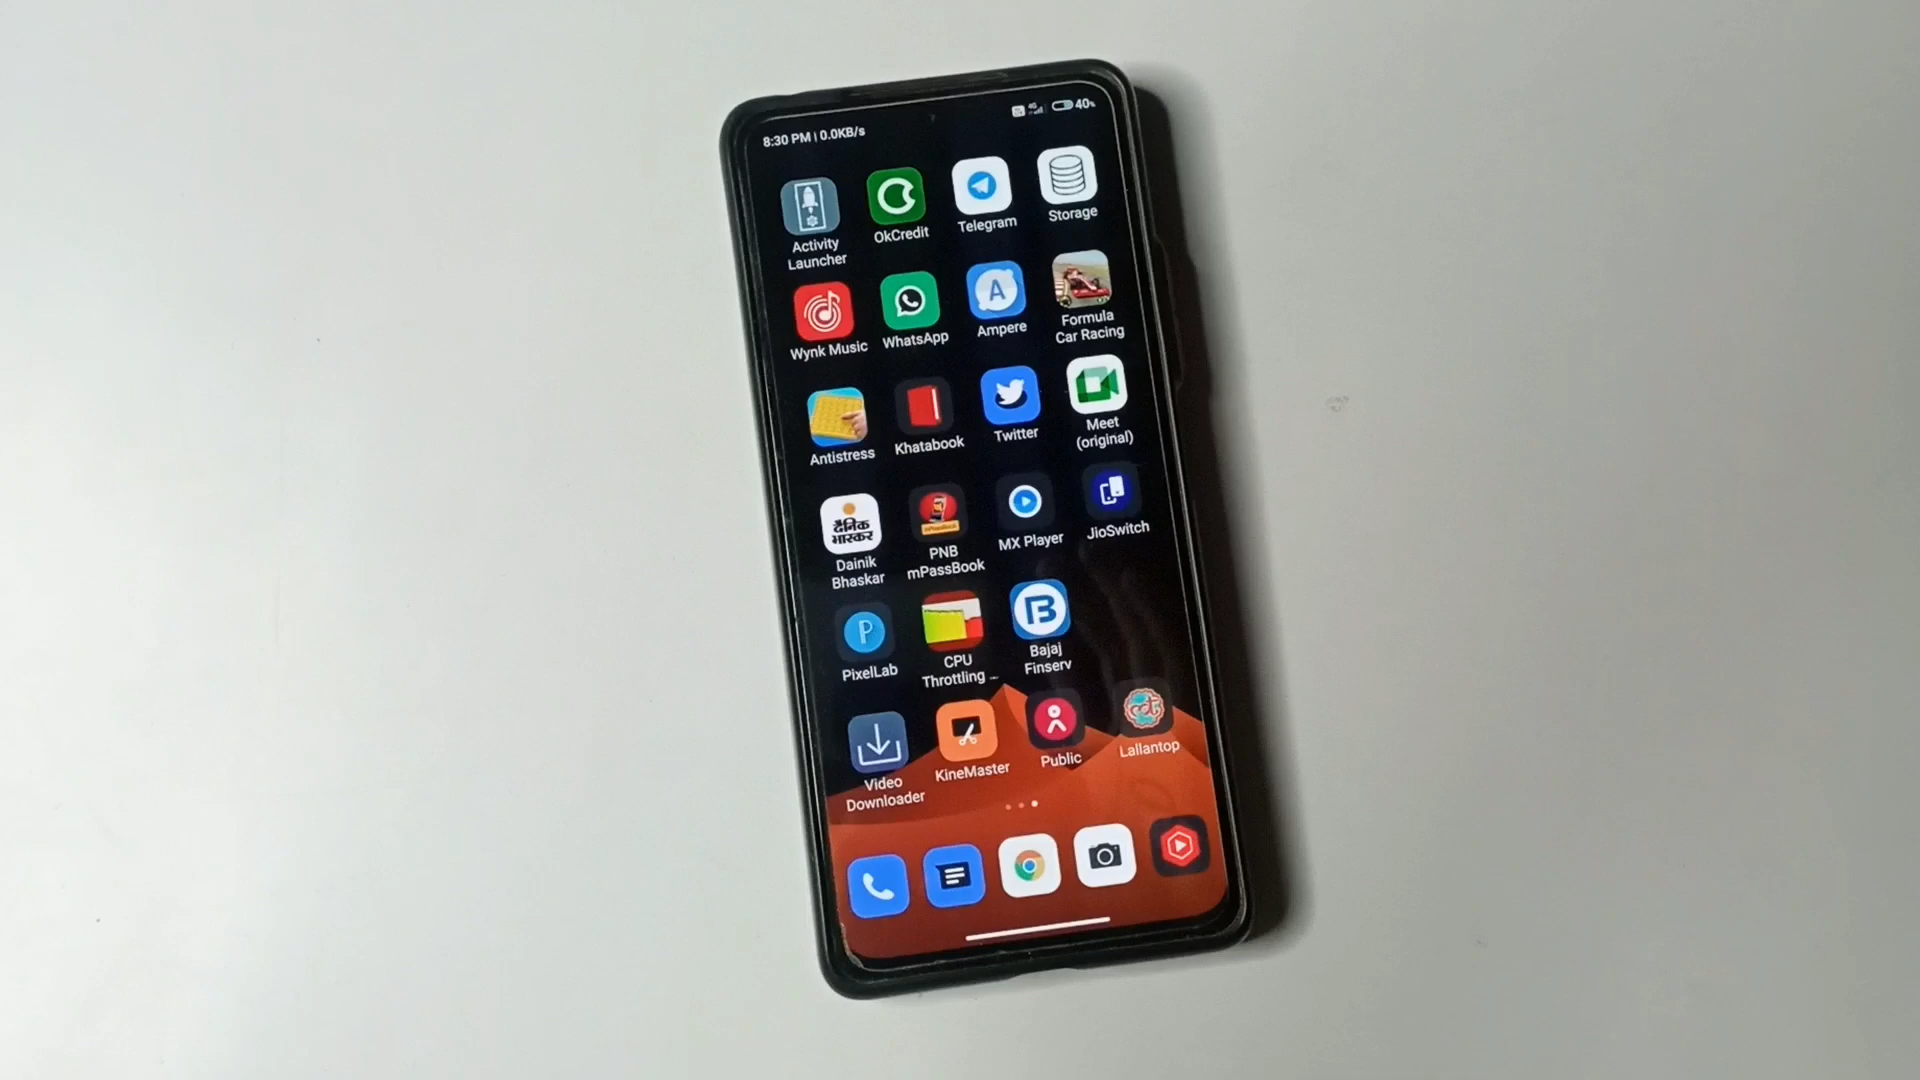 8:30 PM | 0.0KB/s
4G 40%
Activity Launcher
OkCredit
Telegram
Storage
Wynk Music
WhatsApp
A
Ampere
Formula Car Racing
Antistress
Khatabook
Twitter
Meet (original)
दैनिक
भास्कर
Dainik Bhaskar
PNB mPassBook
MX Player
JioSwitch
P
PixelLab
CPU Throttling ...
B
Bajaj Finserv
Video Downloader
KineMaster
Public
Lallantop